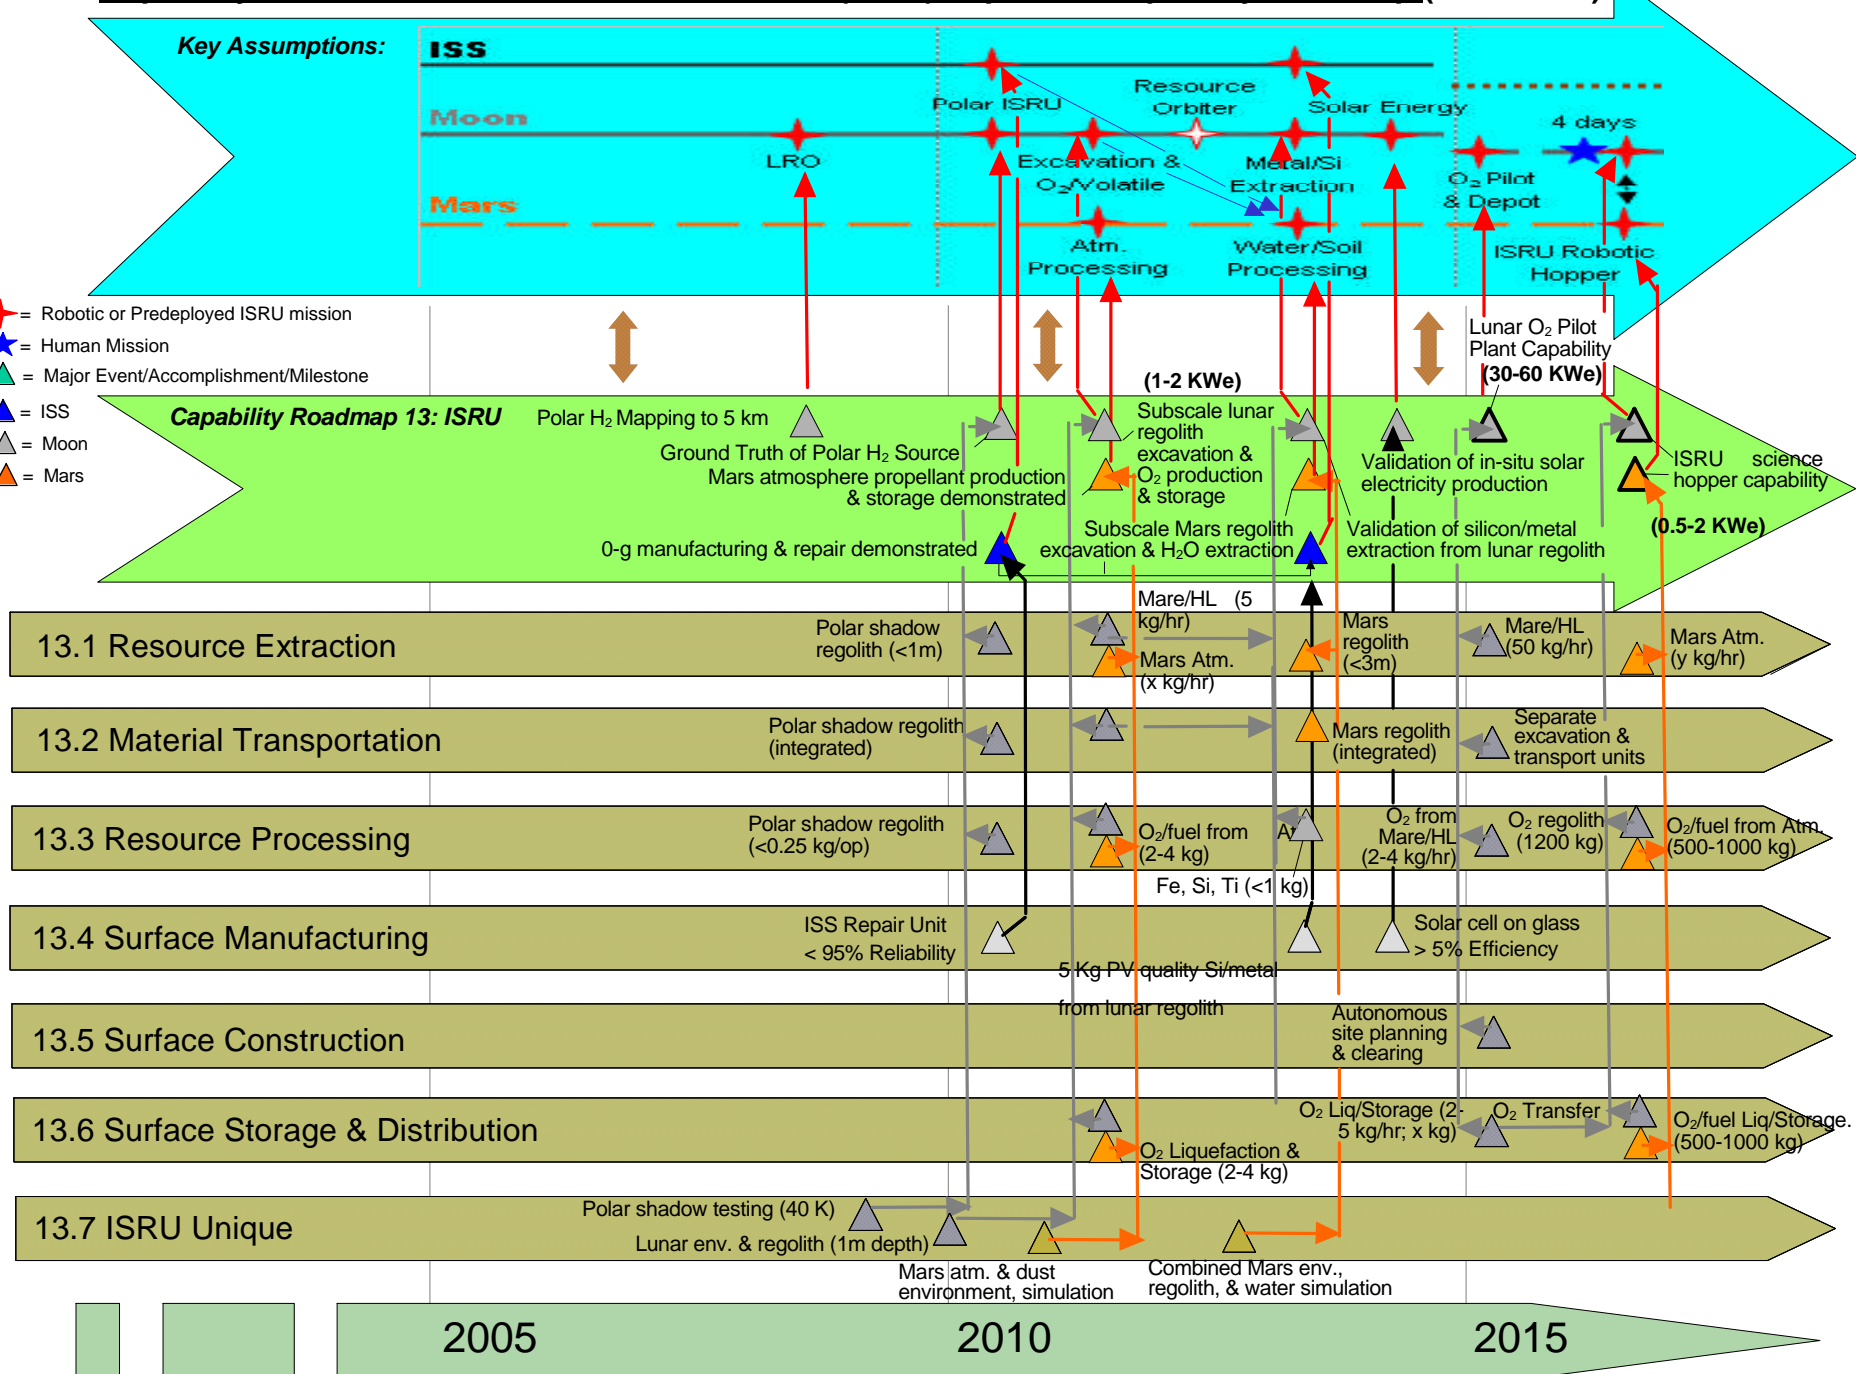 Key Assumptions:
ISS
Moon
Mars
LRO
Polar ISRU
Excavation &
O2/Volatile
Resource
Orbiter
Metal/Si
Extraction
Solar Energy
O2 Pilot
& Depot
4 days
Atm.
Processing
Water/Soil
Processing
ISRU Robotic
Hopper
= Robotic or Predeployed ISRU mission
= Human Mission
= Major Event/Accomplishment/Milestone
= ISS
= Moon
= Mars
Lunar O2 Pilot
Plant Capability
(30-60 KWe)
(1-2 KWe)
Capability Roadmap 13: ISRU
Polar H2 Mapping to 5 km
Ground Truth of Polar H2 Source
Mars atmosphere propellant production
& storage demonstrated
Subscale lunar
regolith
excavation &
O2 production
& storage
Validation of in-situ solar
electricity production
ISRU science
hopper capability
(0.5-2 KWe)
0-g manufacturing & repair demonstrated
Subscale Mars regolith
excavation & H2O extraction
Validation of silicon/metal
extraction from lunar regolith
13.1 Resource Extraction
Polar shadow
regolith (<1m)
Mare/HL (5
kg/hr)
Mars Atm.
(x kg/hr)
Mars
regolith
(<3m)
Mare/HL
(50 kg/hr)
Mars Atm.
(y kg/hr)
13.2 Material Transportation
Polar shadow regolith
(integrated)
Mars regolith
(integrated)
Separate
excavation &
transport units
13.3 Resource Processing
Polar shadow regolith
(<0.25 kg/op)
O2/fuel from
(2-4 kg)
Fe, Si, Ti (<1 kg)
O2 from
Mare/HL
(2-4 kg/hr)
O2 regolith
(1200 kg)
O2/fuel from Atm.
(500-1000 kg)
13.4 Surface Manufacturing
ISS Repair Unit
< 95% Reliability
5 Kg PV quality Si/metal
from lunar regolith
Solar cell on glass
> 5% Efficiency
13.5 Surface Construction
Autonomous
site planning
& clearing
13.6 Surface Storage & Distribution
O2 Liquefaction &
Storage (2-4 kg)
O2 Liq/Storage (2-
5 kg/hr; x kg)
O2 Transfer
O2/fuel Liq/Storage.
(500-1000 kg)
13.7 ISRU Unique
Polar shadow testing (40 K)
Lunar env. & regolith (1m depth)
Mars atm. & dust
environment, simulation
Combined Mars env.,
regolith, & water simulation
2005
2010
2015